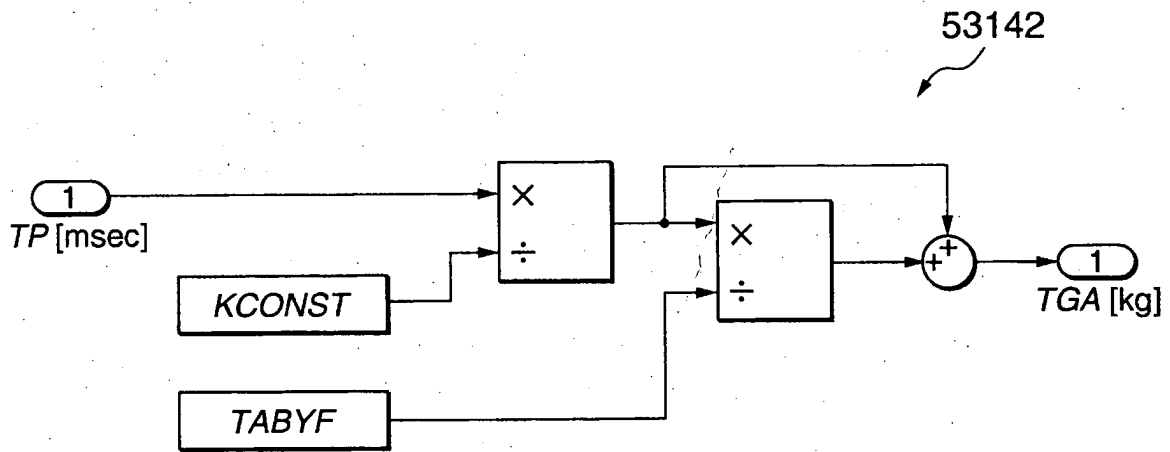 53142
1
TP [msec]
×
÷
KCONST
×
÷
TABYF
+
+
1
TGA [kg]